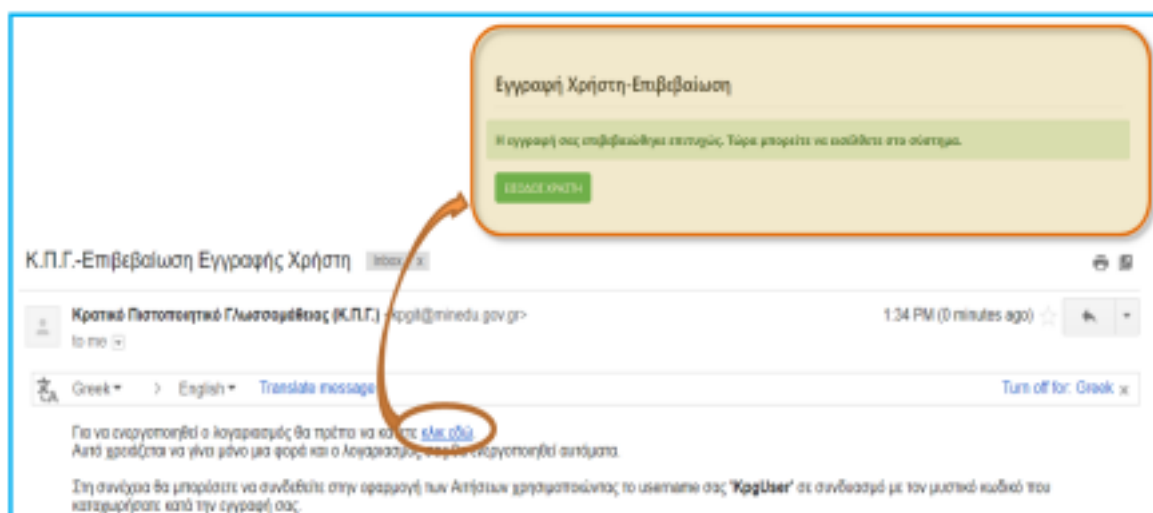 Εγγραφή Χρήστη-Επιβεβαίωση
Η εγγραφή σας επιβεβαιώθηκε επιτυχώς. Τώρα μπορείτε να εισέλθετε στο σύστημα.
ΕΙΣΟΔΟΣ ΧΡΗΣΤΗ
Κ.Π.Γ.-Επιβεβαίωση Εγγραφής Χρήστη Inbox x
Κρατικό Πιστοποιητικό Γλωσσομάθειας (Κ.Π.Γ.) <kpgit@minedu.gov.gr> 1:34 PM (0 minutes ago)
to me
Greek > English Translate message Turn off for: Greek x
Για να ενεργοποιηθεί ο λογαριασμός θα πρέπει να κάνετε κλικ εδώ.
Αυτό χρειάζεται να γίνει μόνο μια φορά και ο λογαριασμός σας θα ενεργοποιηθεί αυτόματα.
Στη συνέχεια θα μπορέσετε να συνδεθείτε στην εφαρμογή των Αιτήσεων χρησιμοποιώντας το username σας 'KpgUser' σε συνδυασμό με τον μυστικό κωδικό που
καταχωρήσατε κατά την εγγραφή σας.